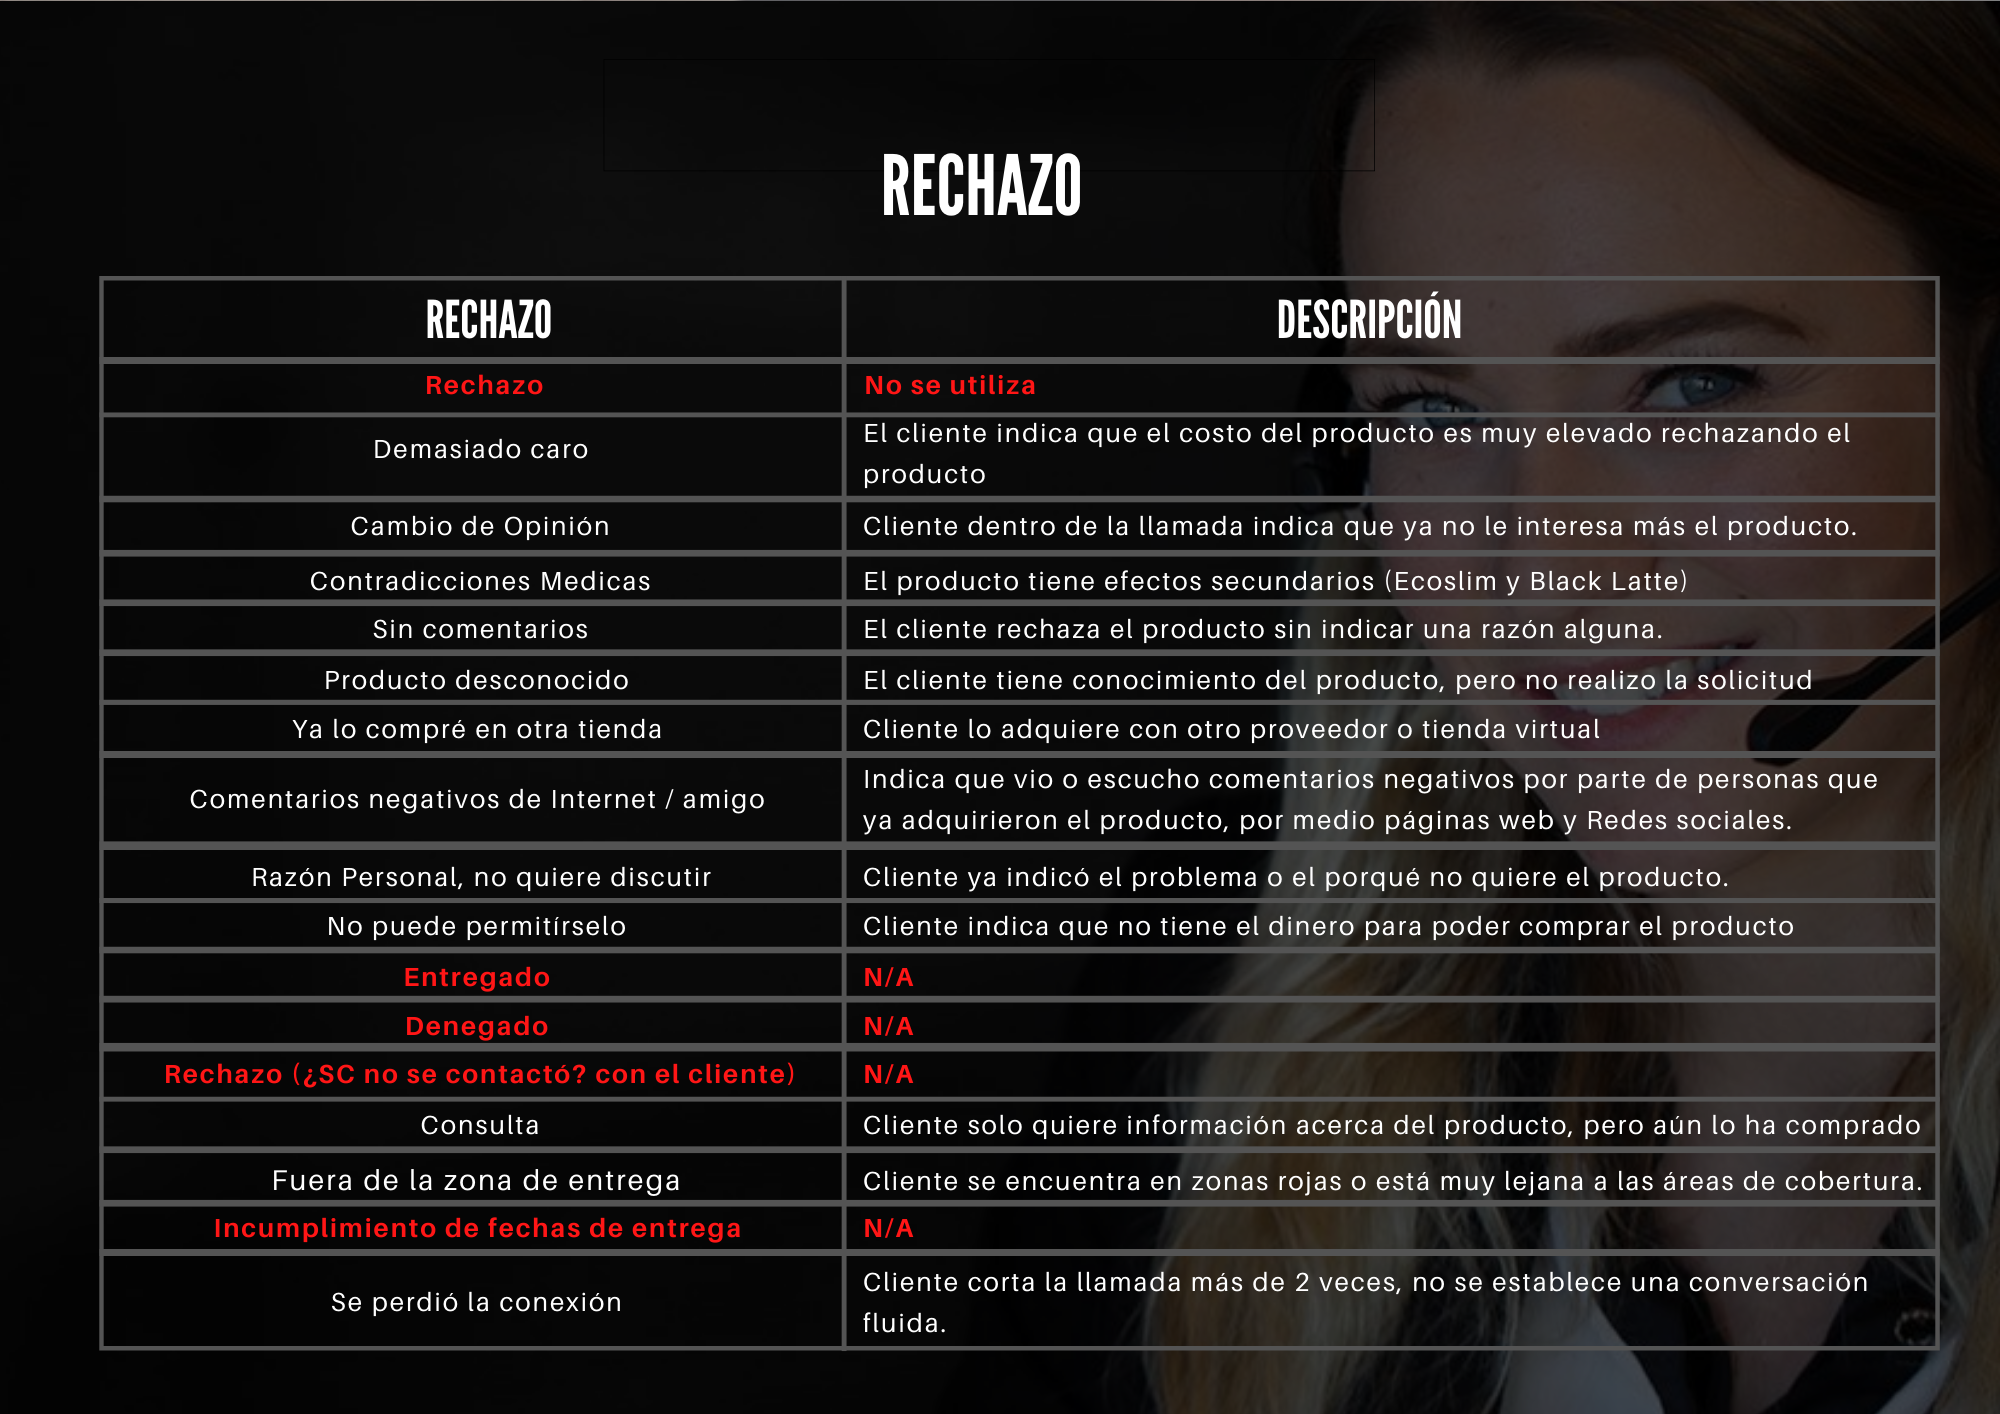 RECHAZO
RECHAZO DESCRIPCIÓN
Rechazo No se utiliza
Demasiado caro El cliente indica que el costo del producto es muy elevado rechazando el
producto
Cambio de Opinión Cliente dentro de la llamada indica que ya no le interesa más el producto.
Contradicciones Medicas El producto tiene efectos secundarios (Ecoslim y Black Latte)
Sin comentarios El cliente rechaza el producto sin indicar una razón alguna.
Producto desconocido El cliente tiene conocimiento del producto, pero no realizo la solicitud
Ya lo compré en otra tienda Cliente lo adquiere con otro proveedor o tienda virtual
Comentarios negativos de Internet / amigo Indica que vio o escucho comentarios negativos por parte de personas que
ya adquirieron el producto, por medio páginas web y Redes sociales.
Razón Personal, no quiere discutir Cliente ya indicó el problema o el porqué no quiere el producto.
No puede permitírselo Cliente indica que no tiene el dinero para poder comprar el producto
Entregado N/A
Denegado N/A
Rechazo (¿SC no se contactó? con el cliente) N/A
Consulta Cliente solo quiere información acerca del producto, pero aún lo ha comprado
Fuera de la zona de entrega Cliente se encuentra en zonas rojas o está muy lejana a las áreas de cobertura.
Incumplimiento de fechas de entrega N/A
Se perdió la conexión Cliente corta la llamada más de 2 veces, no se establece una conversación
fluida.